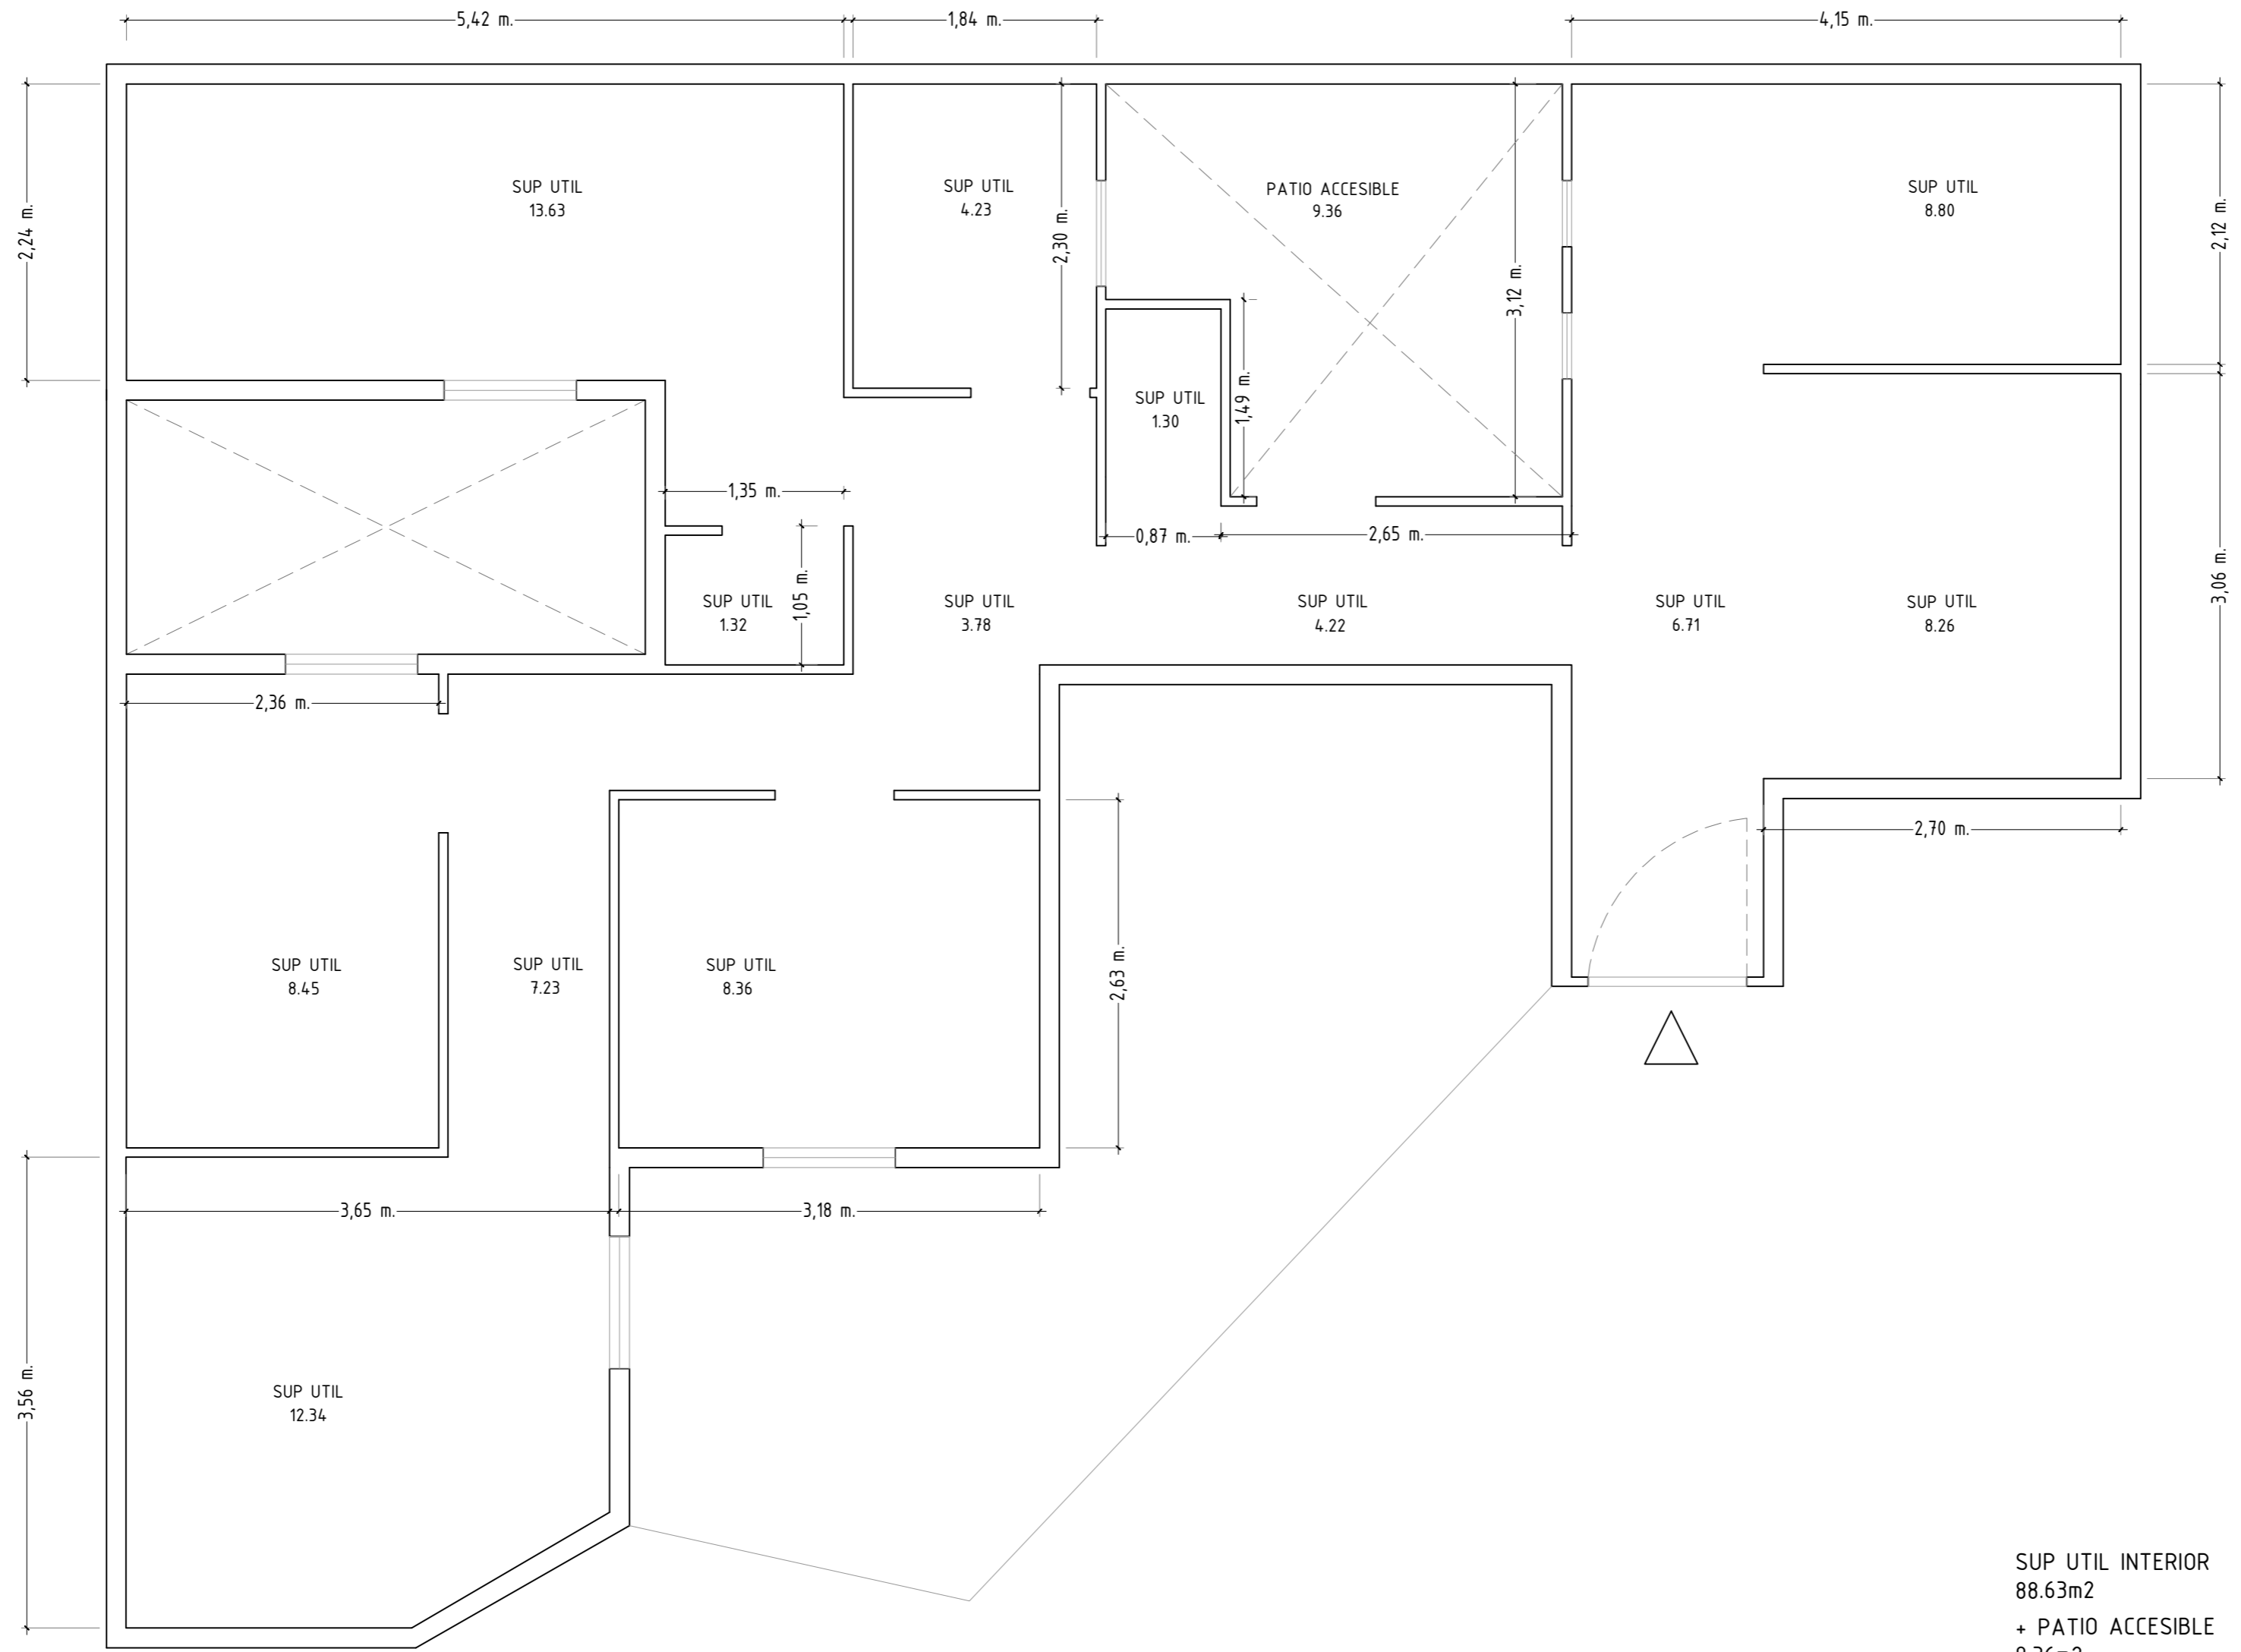 5,42 m.
1,84 m.
4,15 m.
2,24 m.
SUP UTIL
13.63
SUP UTIL
4.23
2,30 m.
PATIO ACCESIBLE
9.36
3,12 m.
SUP UTIL
8.80
2,12 m.
SUP UTIL
1.30
1,49 m.
1,35 m.
0,87 m.
2,65 m.
SUP UTIL
1.32
1,05 m.
SUP UTIL
3.78
SUP UTIL
4.22
SUP UTIL
6.71
SUP UTIL
8.26
3,06 m.
2,36 m.
2,70 m.
SUP UTIL
8.45
SUP UTIL
7.23
SUP UTIL
8.36
2,63 m.
3,65 m.
3,18 m.
3,56 m.
SUP UTIL
12.34
SUP UTIL INTERIOR
88.63m2
+ PATIO ACCESIBLE
9.36m2